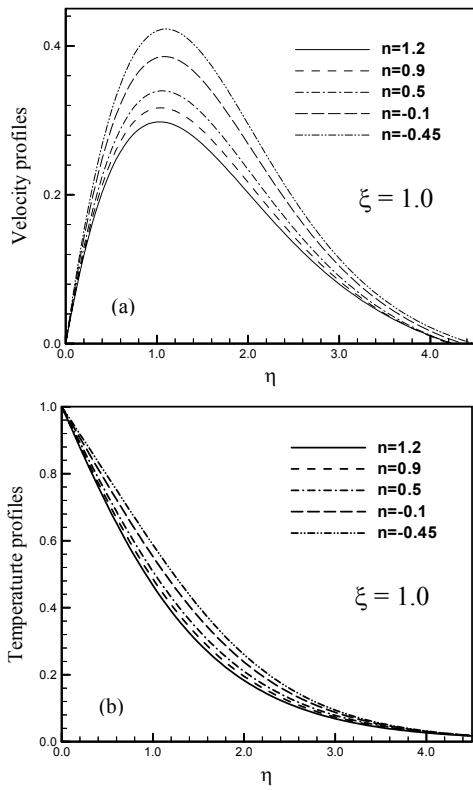 0.4
0.2
0.0
Velocity profiles
n=1.2
n=0.9
n=0.5
n=-0.1
n=-0.45
ξ = 1.0
(a)
0.0 1.0 2.0 3.0 4.0
η
1.0
0.8
0.6
0.4
0.2
0.0
Temperaturte profiles
n=1.2
n=0.9
n=0.5
n=-0.1
n=-0.45
ξ = 1.0
(b)
0.0 1.0 2.0 3.0 4.0
η